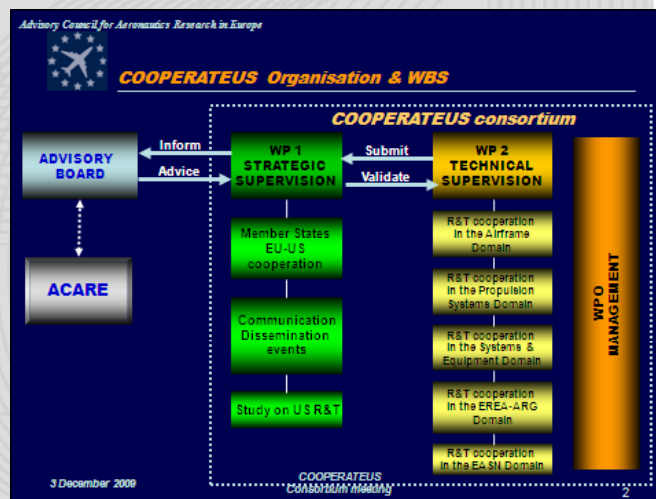 Advisory Council for Aeronautics Research in Europe
COOPERATEUS Organisation & WBS
COOPERATEUS consortium
ADVISORY
BOARD
Inform
Advice
WP 1
STRATEGIC
SUPERVISION
Submit
Validate
WP 2
TECHNICAL
SUPERVISION
ACARE
Member States
EU-US
cooperation
Communication
Dissemination
events
Study on US R&T
R&T cooperation
In the Airframe
Domain
R&T cooperation
in the Propulsion
Systems Domain
R&T cooperation
in the Systems &
Equipment Domain
R&T cooperation
in the EREA-ARG
Domain
R&T cooperation
in the EASN Domain
WP0
MANAGEMENT
3 December 2009
COOPERATEUS
Consortium meeting
2